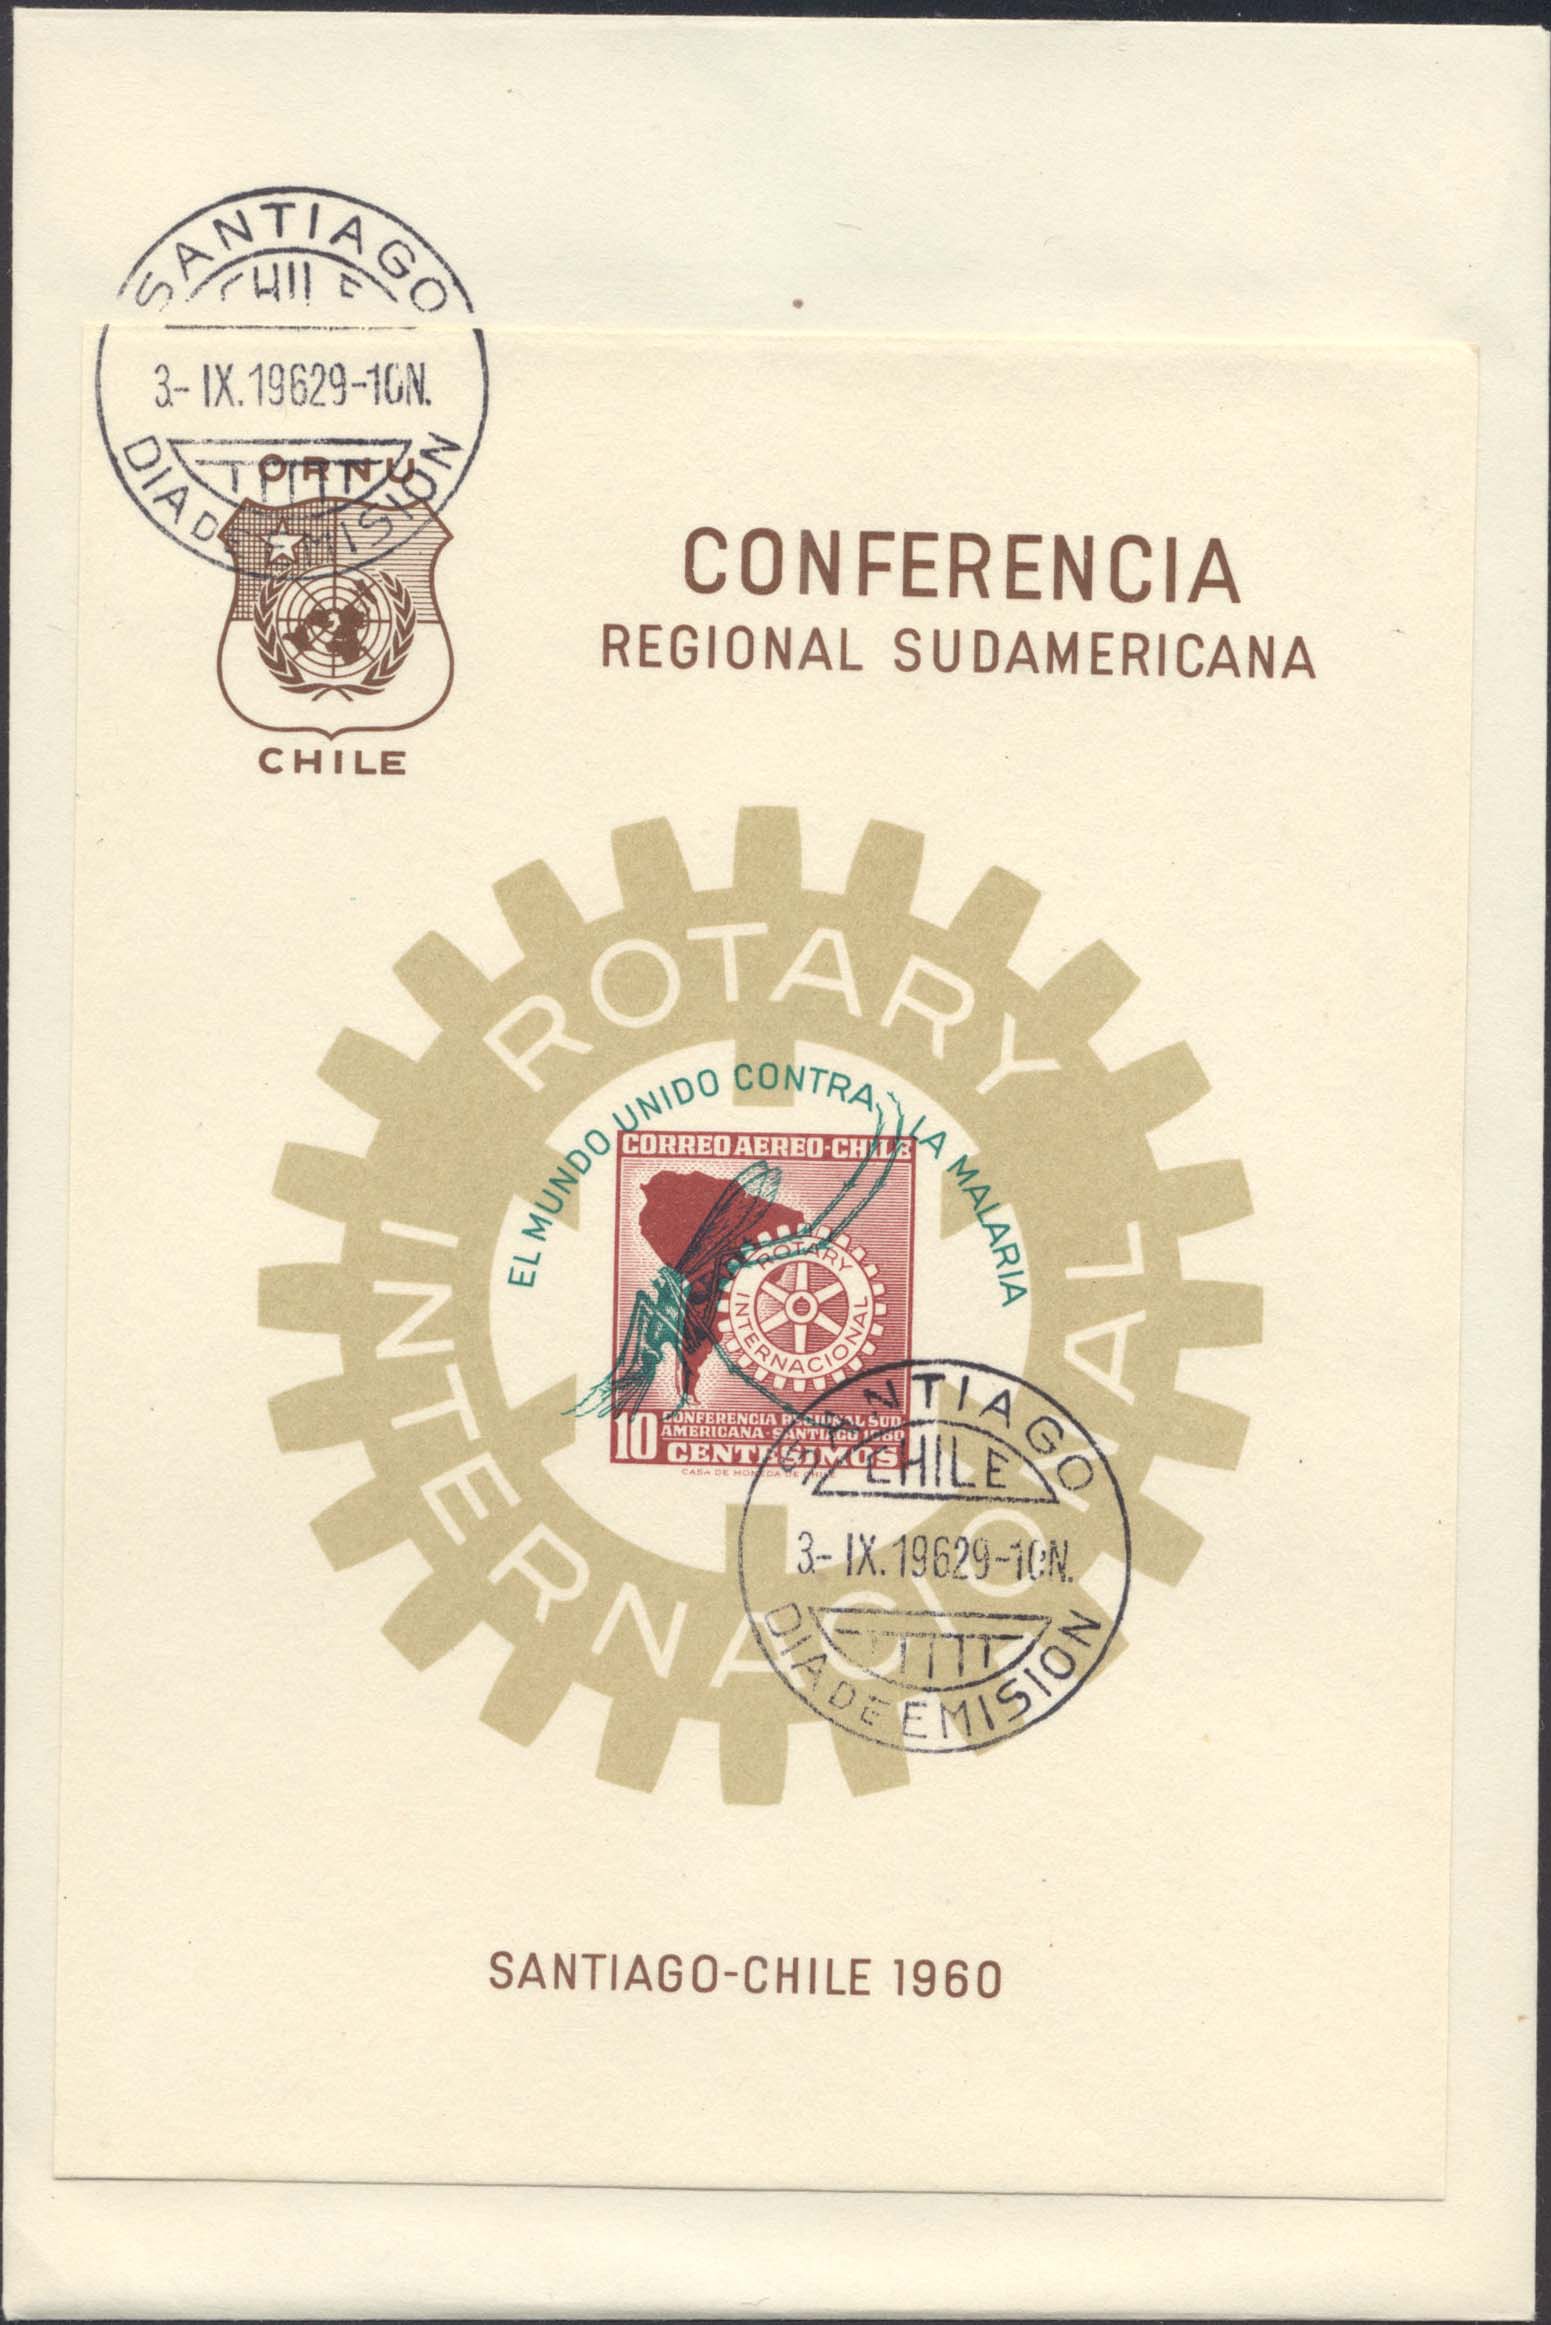 SANTIAGO
CHILE
3-IX.19629-10N.
DIA DE EMISION
ORNU
CHILE
CONFERENCIA
REGIONAL SUDAMERICANA
ROTARY
INTERNACIONAL
EL MUNDO UNIDO CONTRA LA MALARIA
CORREO AEREO-CHILE
ROTARY
INTERNACIONAL
10
CONFERENCIA REGIONAL SUD
AMERICANA-SANTIAGO 1960
CENTESIMOS
CASA DE MONEDA DE CHILE
SANTIAGO
CHILE
3-IX.19629-10N.
DIA DE EMISION
SANTIAGO-CHILE 1960